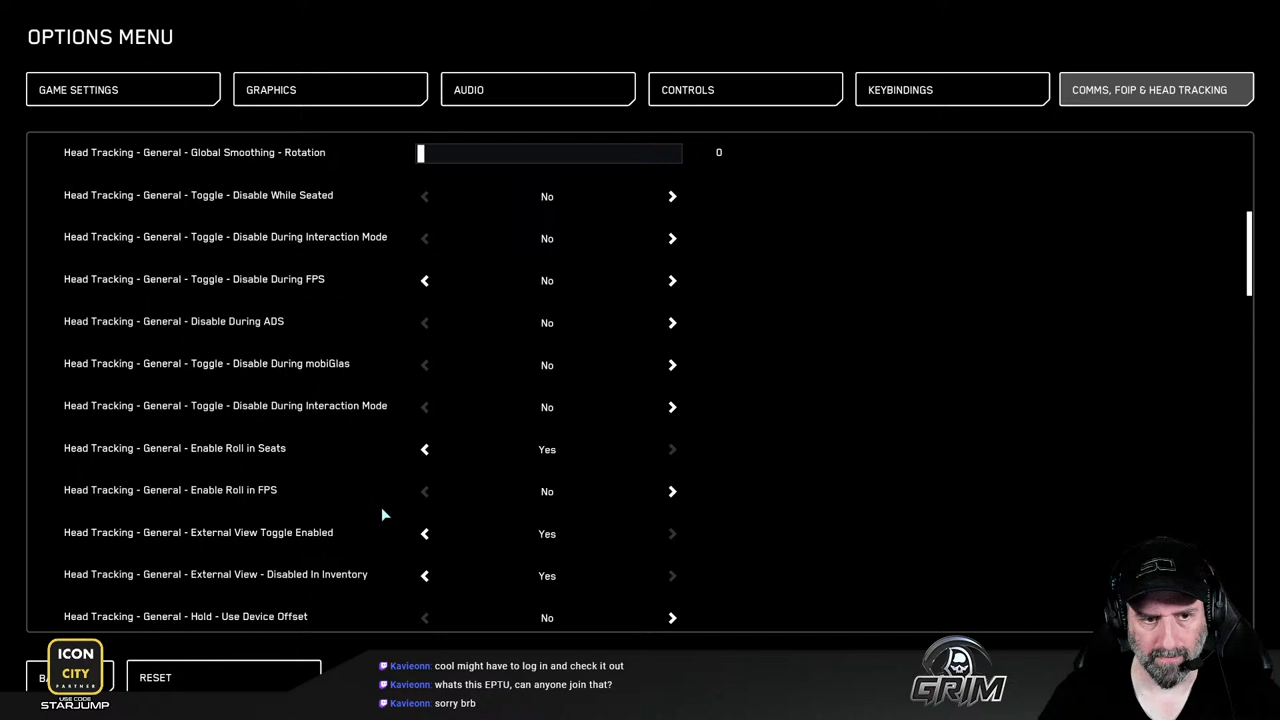 OPTIONS MENU
GAME SETTINGS
GRAPHICS
AUDIO
CONTROLS
KEYBINDINGS
COMMS, FOIP & HEAD TRACKING
Head Tracking - General - Global Smoothing - Rotation 0
Head Tracking - General - Toggle - Disable While Seated No
Head Tracking - General - Toggle - Disable During Interaction Mode No
Head Tracking - General - Toggle - Disable During FPS No
Head Tracking - General - Disable During ADS No
Head Tracking - General - Toggle - Disable During mobiGlas No
Head Tracking - General - Toggle - Disable During Interaction Mode No
Head Tracking - General - Enable Roll in Seats Yes
Head Tracking - General - Enable Roll in FPS No
Head Tracking - General - External View Toggle Enabled Yes
Head Tracking - General - External View - Disabled In Inventory Yes
Head Tracking - General - Hold - Use Device Offset No
RESET
ICON
CITY
PARTNER
USE CODE
STARJUMP
Kavieonn: cool might have to log in and check it out
Kavieonn: whats this EPTU, can anyone join that?
Kavieonn: sorry brb
GRIM